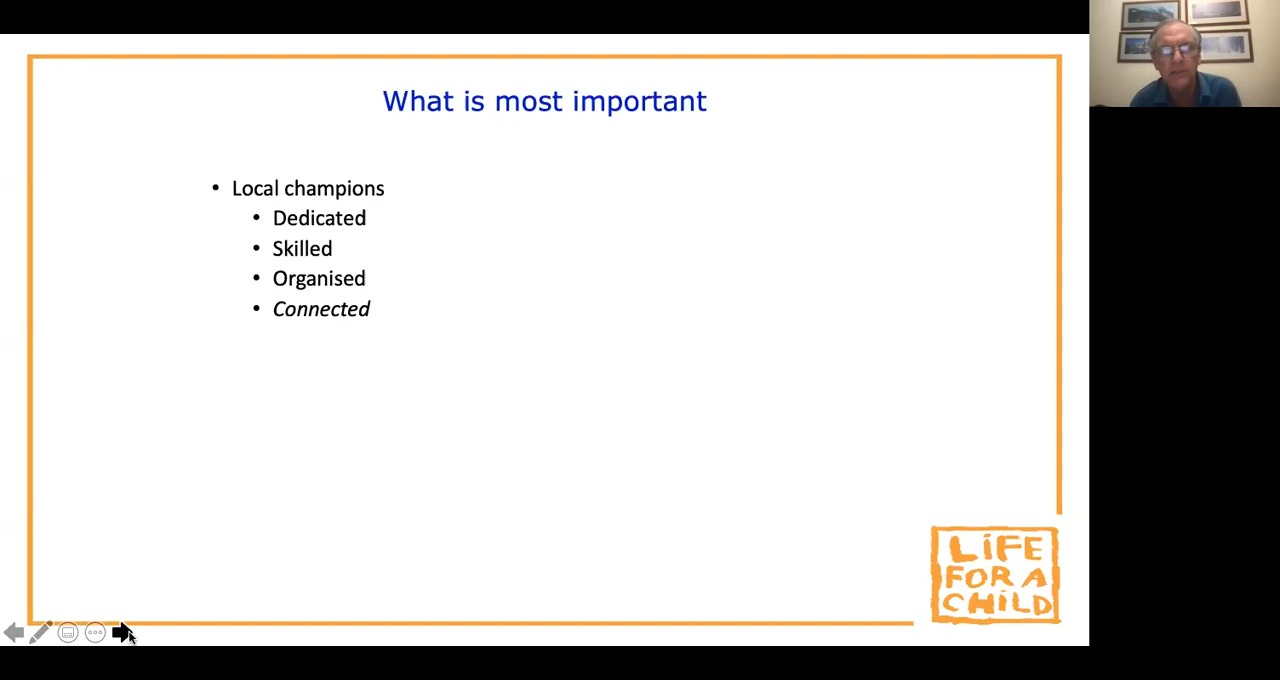 What is most important
• Local champions
• Dedicated
• Skilled
• Organised
• Connected
LiFE
FOR A
CHiLD